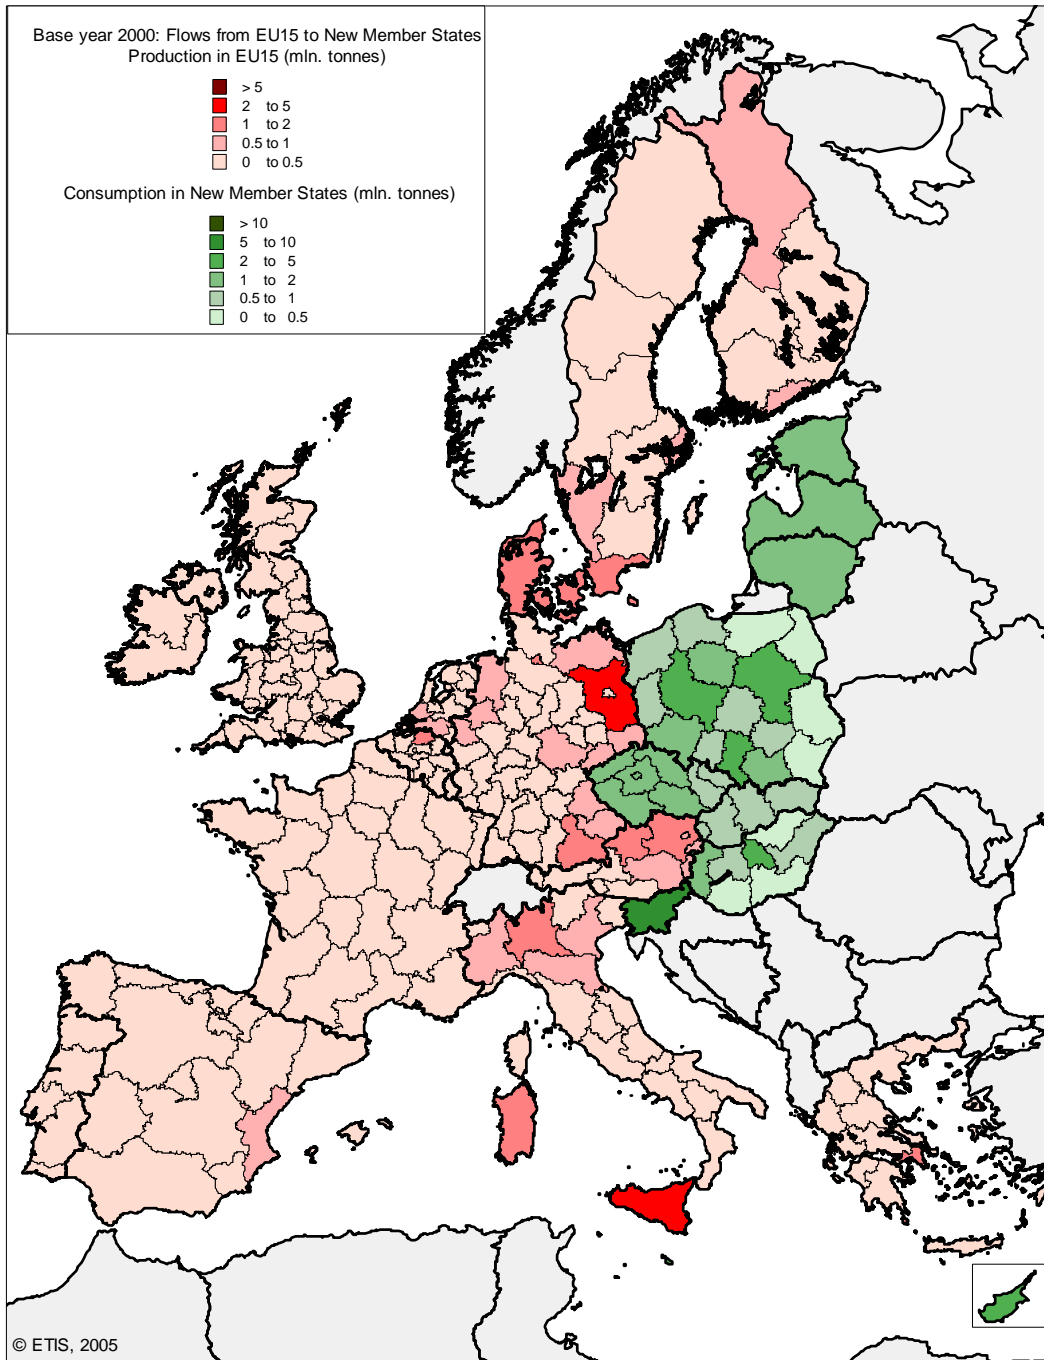 Base year 2000: Flows from EU15 to New Member States
Production in EU15 (mln. tonnes)
> 5
2 to 5
1 to 2
0.5 to 1
0 to 0.5
Consumption in New Member States (mln. tonnes)
> 10
5 to 10
2 to 5
1 to 2
0.5 to 1
0 to 0.5
© ETIS, 2005